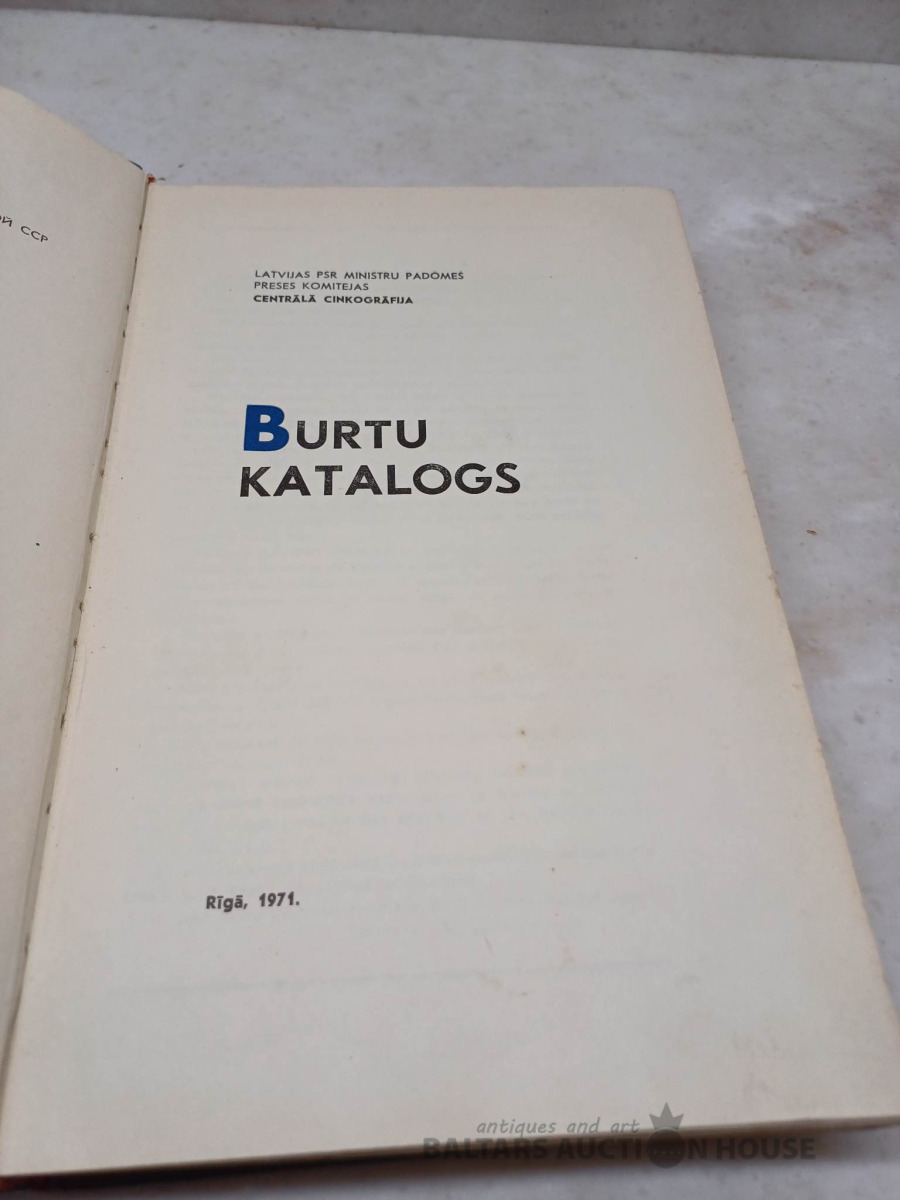 ОЙ ССР
LATVIJAS PSR MINISTRU PADOMES
PRESES KOMITEJAS
CENTRĀLĀ CINKOGRĀFIJA
BURTU
KATALOGS
Rīgā, 1971.
antiques and art
BALTARS AUCTION HOUSE